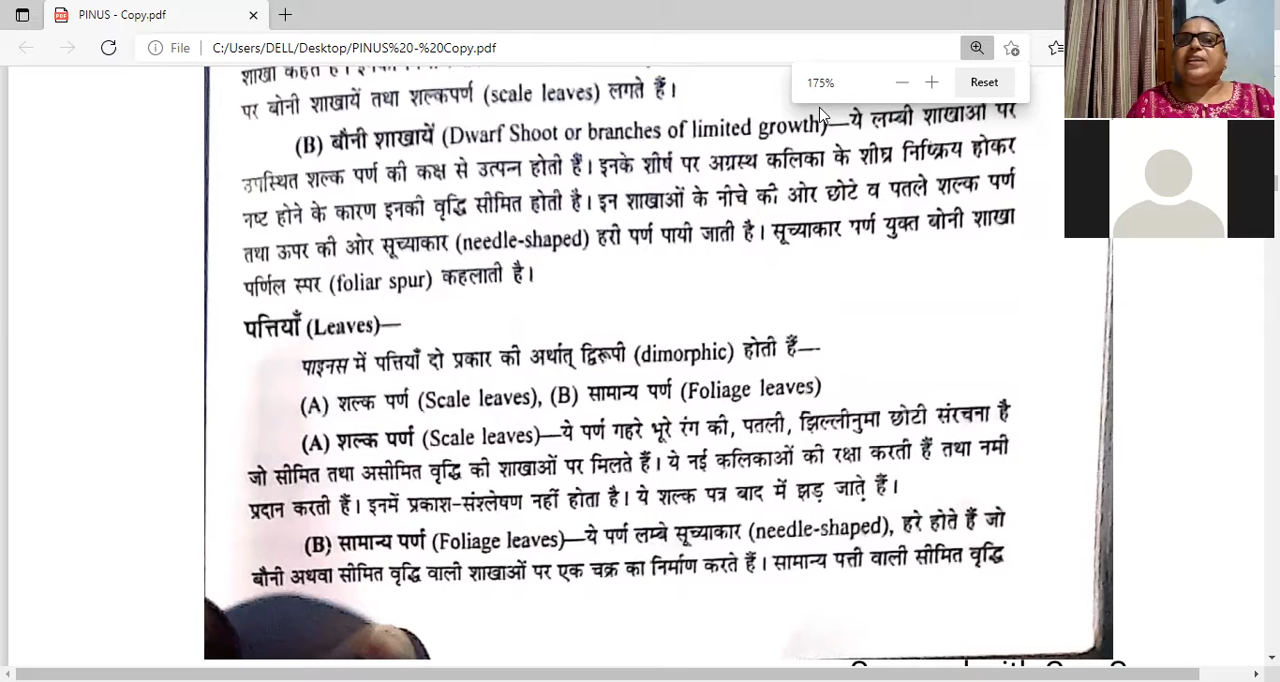 PINUS - Copy.pdf
File C:/Users/DELL/Desktop/PINUS%20-%20Copy.pdf
175% Reset
शाखा कहते हैं।
पर बोनी शाखायें तथा शल्कपर्ण (scale leaves) लगते हैं।
(B) बौनी शाखायें (Dwarf Shoot or branches of limited growth)—ये लम्बी शाखाओं पर
उपस्थित शल्क पर्ण की कक्ष से उत्पन्न होती हैं। इनके शीर्ष पर अग्रस्थ कलिका के शीघ्र निष्क्रिय होकर
नष्ट होने के कारण इनकी वृद्धि सीमित होती है। इन शाखाओं के नीचे की ओर छोटे व पतले शल्क पर्ण
तथा ऊपर की ओर सूच्याकार (needle-shaped) हरी पर्ण पायी जाती है। सूच्याकार पर्ण युक्त बोनी शाखा
पर्णिल स्पर (foliar spur) कहलाती है।
पत्तियाँ (Leaves)—
पाइनस में पत्तियाँ दो प्रकार की अर्थात् द्विरूपी (dimorphic) होती हैं—
(A) शल्क पर्ण (Scale leaves), (B) सामान्य पर्ण (Foliage leaves)
(A) शल्क पर्ण (Scale leaves)—ये पर्ण गहरे भूरे रंग की, पतली, झिल्लीनुमा छोटी संरचना है
जो सीमित तथा असीमित वृद्धि की शाखाओं पर मिलते हैं। ये नई कलिकाओं की रक्षा करती हैं तथा नमी
प्रदान करती हैं। इनमें प्रकाश-संश्लेषण नहीं होता है। ये शल्क पत्र बाद में झड़ जाते हैं।
(B) सामान्य पर्ण (Foliage leaves)—ये पर्ण लम्बे सूच्याकार (needle-shaped), हरे होते हैं जो
बौनी अथवा सीमित वृद्धि वाली शाखाओं पर एक चक्र का निर्माण करते हैं। सामान्य पत्ती वाली सीमित वृद्धि